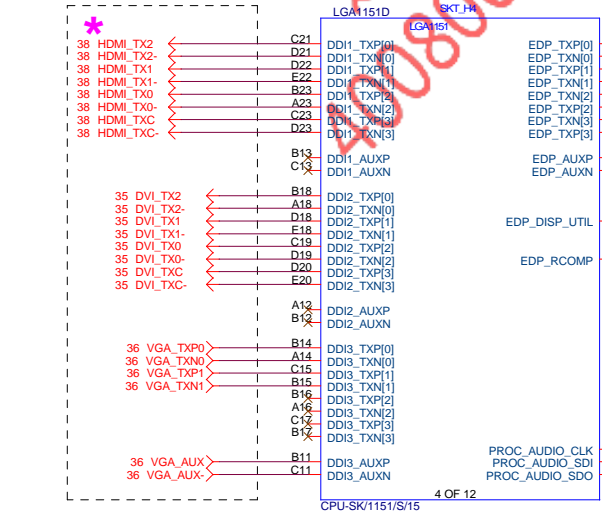 LGA1151D SKT_H4
*
LGA1151
38 HDMI_TX2 C21 DDI1_TXP[0] EDP_TXP[0]
38 HDMI_TX2- D21 DDI1_TXN[0] EDP_TXN[0]
38 HDMI_TX1 D22 DDI1_TXP[1] EDP_TXP[1]
38 HDMI_TX1- E22 DDI1_TXN[1] EDP_TXN[1]
38 HDMI_TX0 B23 DDI1_TXP[2] EDP_TXN[2]
38 HDMI_TX0- A23 DDI1_TXN[2] EDP_TXP[2]
38 HDMI_TXC C23 DDI1_TXP[3] EDP_TXN[3]
38 HDMI_TXC- D23 DDI1_TXN[3] EDP_TXP[3]
B13 DDI1_AUXP EDP_AUXP
C13 DDI1_AUXN EDP_AUXN
35 DVI_TX2 B18 DDI2_TXP[0]
35 DVI_TX2- A18 DDI2_TXN[0]
35 DVI_TX1 D18 DDI2_TXP[1] EDP_DISP_UTIL
35 DVI_TX1- E18 DDI2_TXN[1]
35 DVI_TX0 C19 DDI2_TXP[2]
35 DVI_TX0- D19 DDI2_TXN[2] EDP_RCOMP
35 DVI_TXC D20 DDI2_TXP[3]
35 DVI_TXC- E20 DDI2_TXN[3]
A12 DDI2_AUXP
B12 DDI2_AUXN
36 VGA_TXP0 B14 DDI3_TXP[0]
36 VGA_TXN0 A14 DDI3_TXN[0]
36 VGA_TXP1 C15 DDI3_TXP[1]
36 VGA_TXN1 B15 DDI3_TXN[1]
B16 DDI3_TXP[2]
A16 DDI3_TXN[2]
C17 DDI3_TXP[3]
B17 DDI3_TXN[3]
PROC_AUDIO_CLK
36 VGA_AUX B11 DDI3_AUXP PROC_AUDIO_SDI
36 VGA_AUX- C11 DDI3_AUXN PROC_AUDIO_SDO
4 OF 12
CPU-SK/1151/S/15